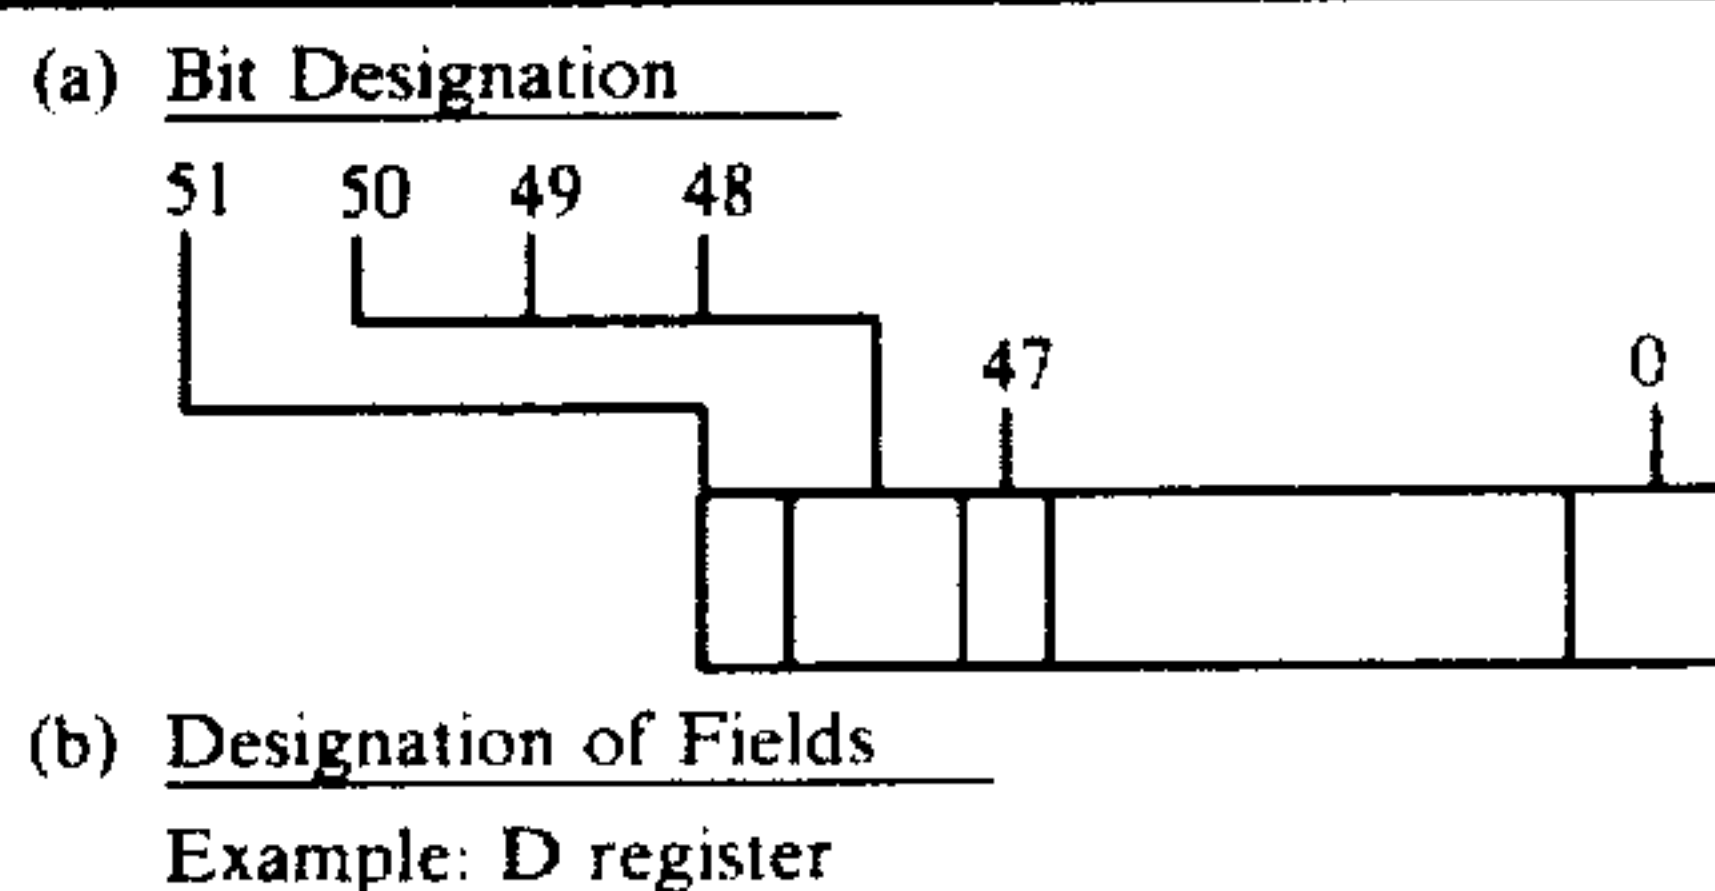 (a) Bit Designation
51 50 49 48
47 0
(b) Designation of Fields
Example: D register